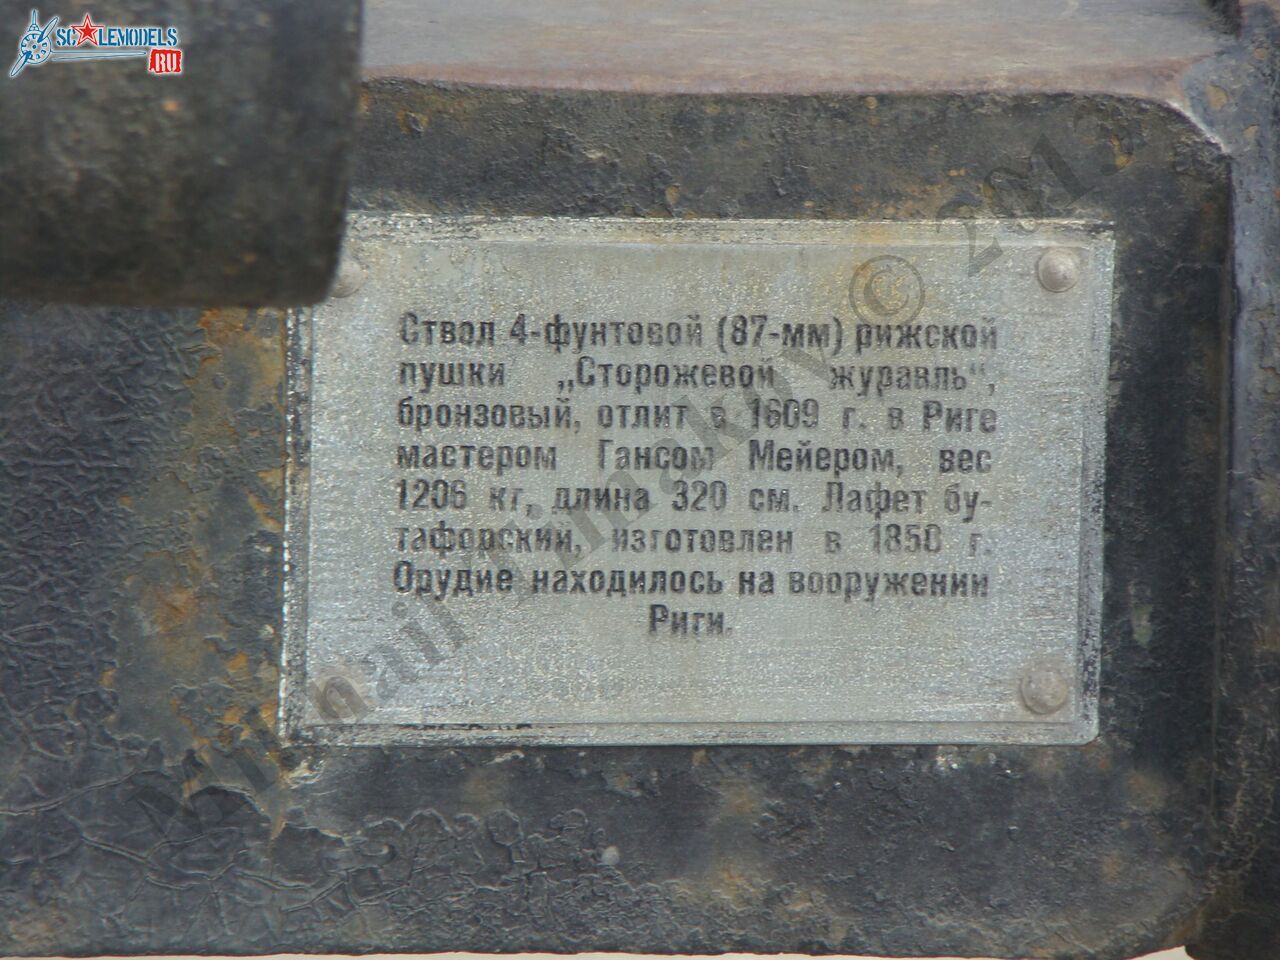 SCALEMODELS
RU
Ствол 4-фунтовой (87-мм) рижской
пушки „Сторожевой журавль“,
бронзовый, отлит в 1609 г. в Риге
мастером Гансом Мейером, вес
1206 кг, длина 320 см. Лафет бу-
тафорский, изготовлен в 1850 г.
Орудие находилось на вооружении
Риги.
© 2013